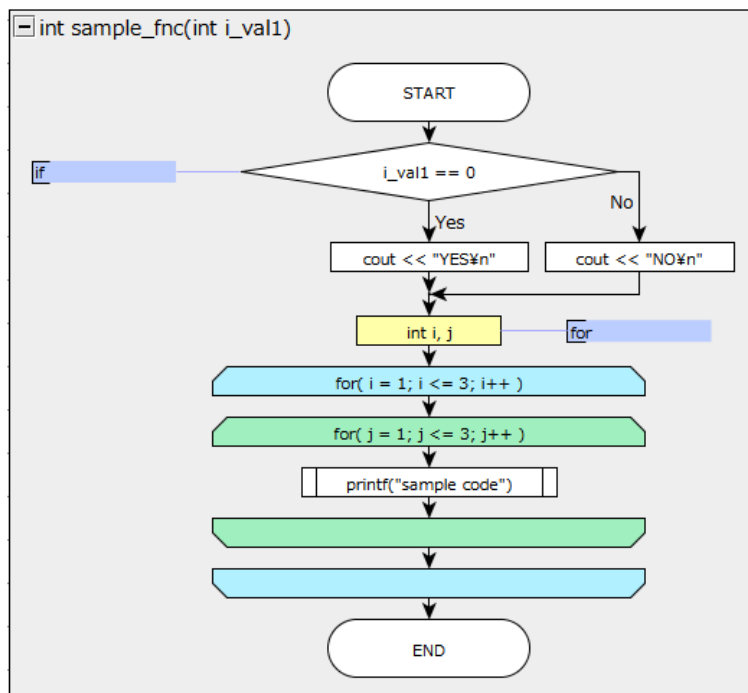 int sample_fnc(int i_val1)
START
if
i_val1 == 0
No
Yes
cout << "YES¥n"
cout << "NO¥n"
int i, j
for
for( i = 1; i <= 3; i++ )
for( j = 1; j <= 3; j++ )
printf("sample code")
END